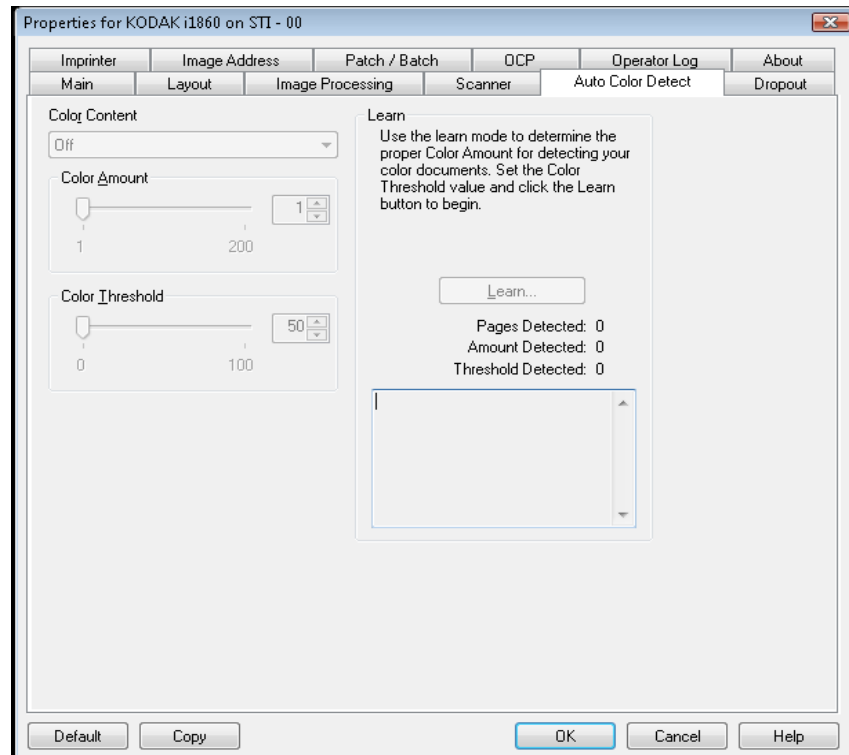 Properties for KODAK i1860 on STI - 00
Imprinter Image Address Patch / Batch OCP Operator Log About
Main Layout Image Processing Scanner Auto Color Detect Dropout
Color Content
Off
Color Amount
1
1 200
Color Threshold
50
0 100
Learn
Use the learn mode to determine the
proper Color Amount for detecting your
color documents. Set the Color
Threshold value and click the Learn
button to begin.
Learn...
Pages Detected: 0
Amount Detected: 0
Threshold Detected: 0
Default Copy OK Cancel Help